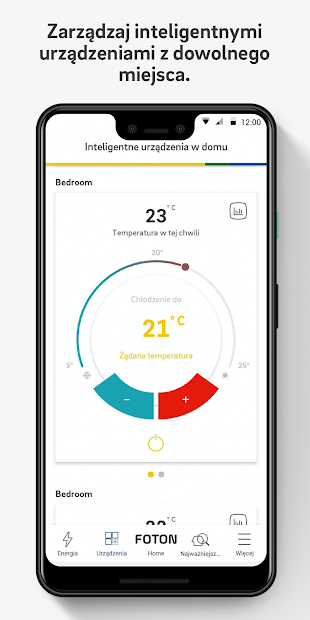 Zarządzaj inteligentnymi
urządzeniami z dowolnego
miejsca.
12:00
Inteligentne urządzenia w domu
Bedroom
23°C
Temperatura w tej chwili
20°
Chłodzenie do
21°C
Żądana temperatura
5°
25°
−
+
Bedroom
Energia
Urządzenia
FOTON
Home
Najważniejsz...
Więcej